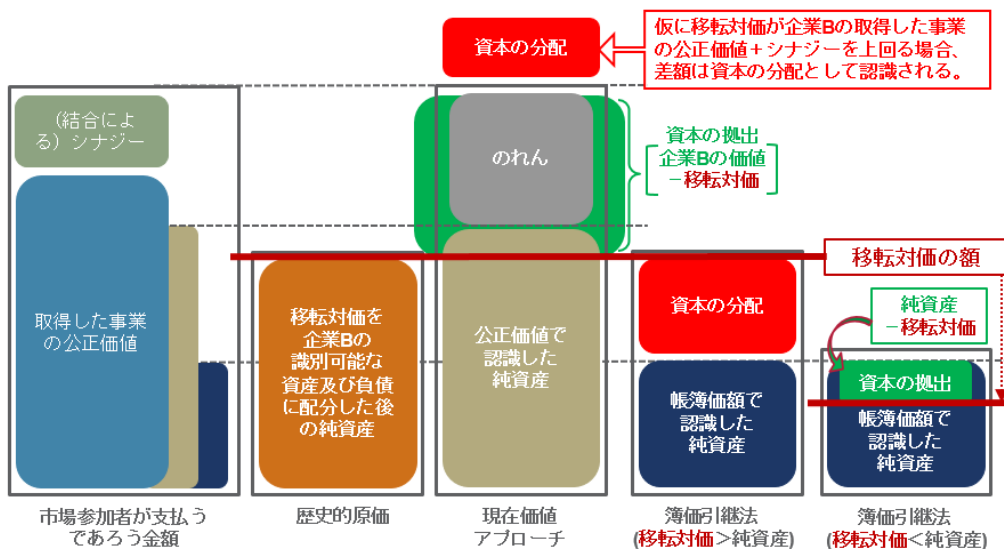 資本の分配
仮に移転対価が企業Bの取得した事業
の公正価値+シナジーを上回る場合、
差額は資本の分配として認識される。
(結合によ
る)シナジー
のれん
資本の拠出
企業Bの価値
-移転対価
移転対価の額
取得した事業
の公正価値
移転対価を
企業Bの
識別可能な
資産及び負債
に配分した後
の純資産
公正価値で
認識した
純資産
資本の分配
帳簿価額で
認識した
純資産
純資産
-移転対価
資本の拠出
帳簿価額で
認識した
純資産
市場参加者が支払う
であろう金額
歴史的原価
現在価値
アプローチ
簿価引継法
(移転対価>純資産)
簿価引継法
(移転対価<純資産)